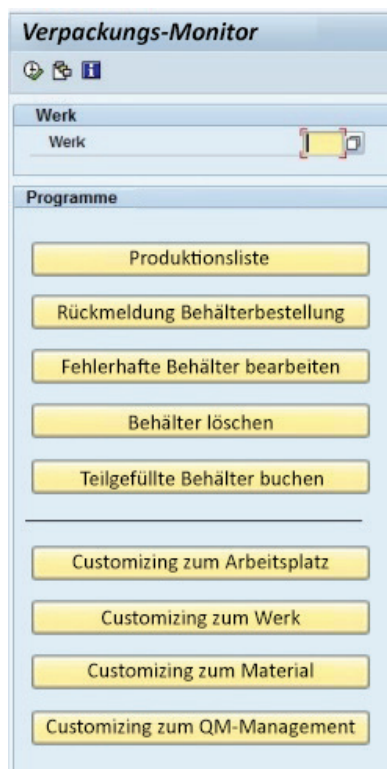 Verpackungs-Monitor
Werk
Werk
Programme
Produktionsliste
Rückmeldung Behälterbestellung
Fehlerhafte Behälter bearbeiten
Behälter löschen
Teilgefüllte Behälter buchen
Customizing zum Arbeitsplatz
Customizing zum Werk
Customizing zum Material
Customizing zum QM-Management